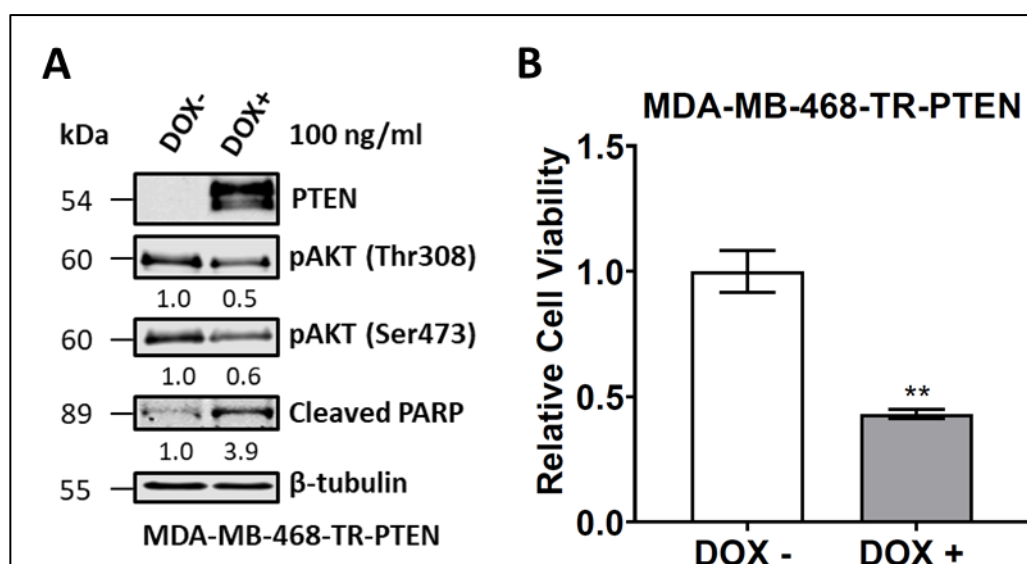 A
kDa DOX- DOX+ 100 ng/ml
54 PTEN
60 pAKT (Thr308)
1.0 0.5
60 pAKT (Ser473)
1.0 0.6
89 Cleaved PARP
1.0 3.9
55 β-tubulin
MDA-MB-468-TR-PTEN
B
MDA-MB-468-TR-PTEN
Relative Cell Viability
1.5
1.0
0.5
0.0
**
DOX - DOX +